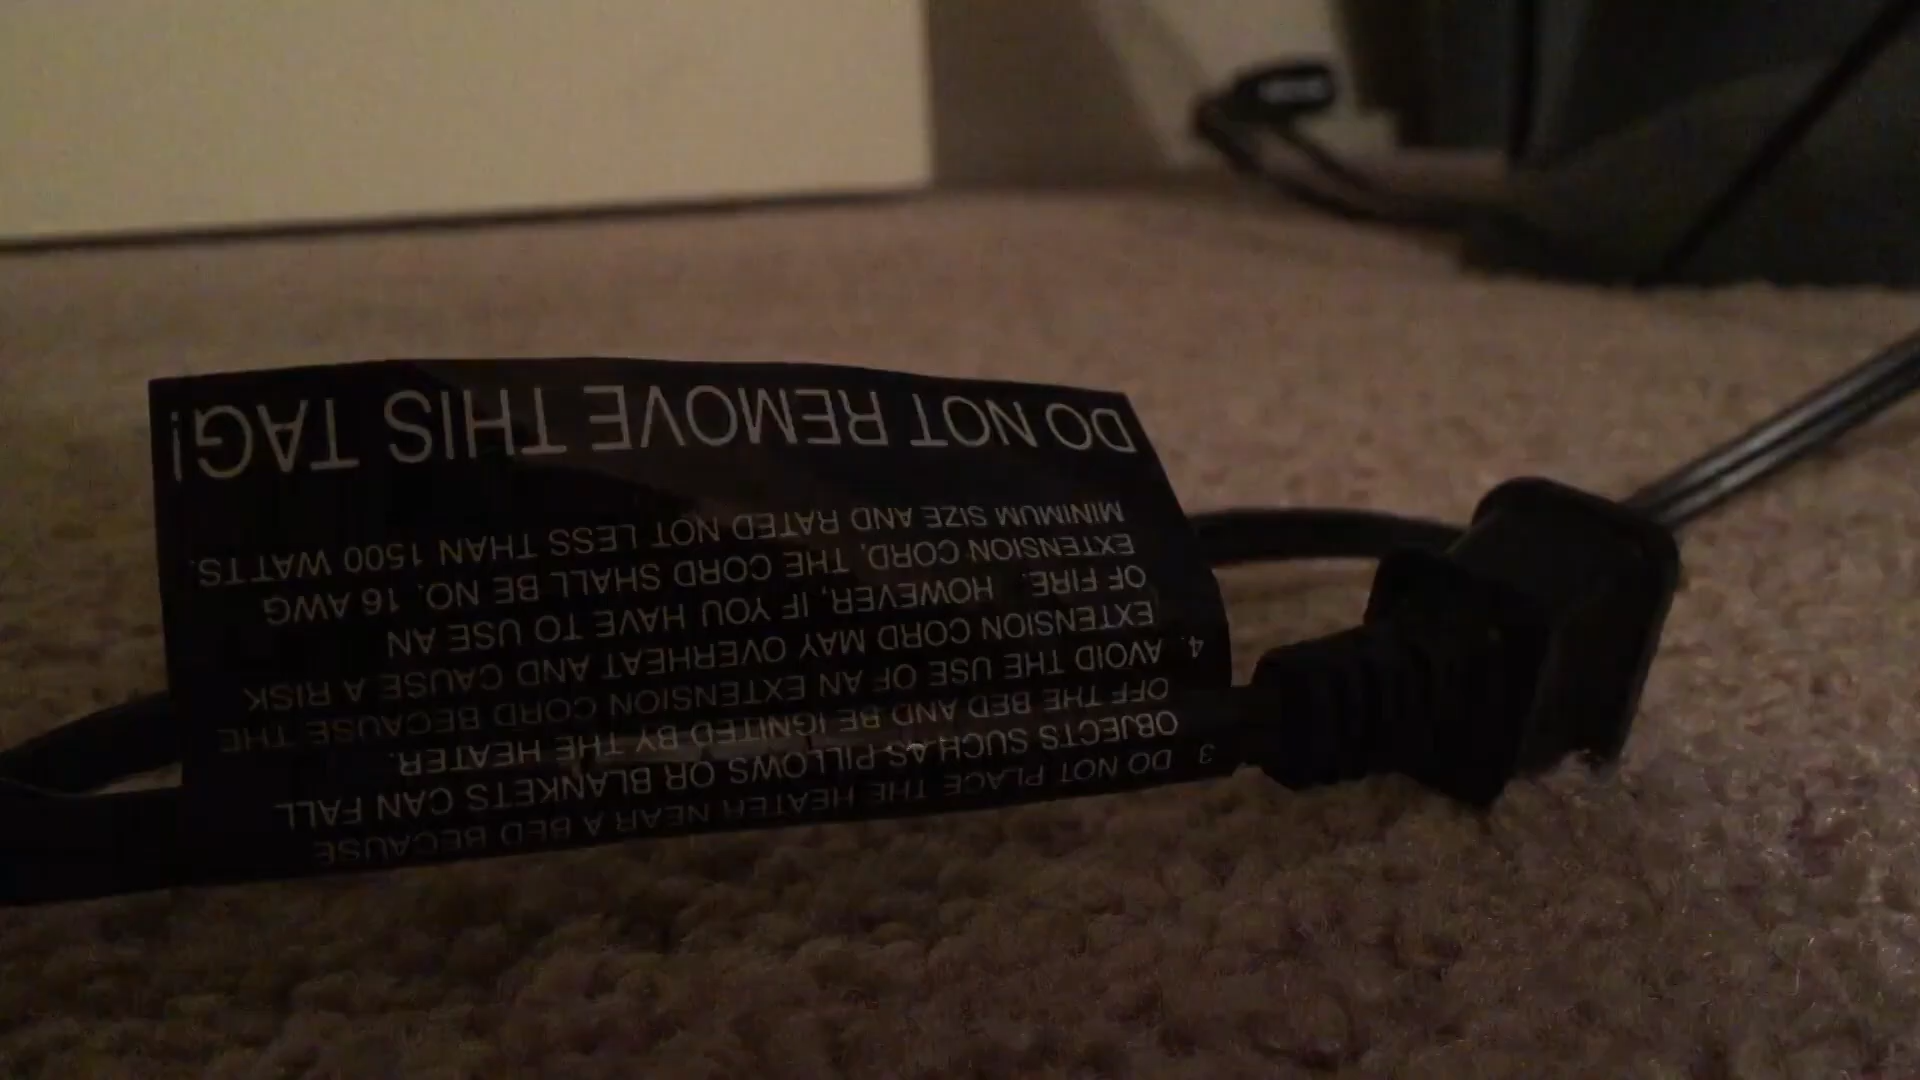 3 DO NOT PLACE THE HEATER NEAR A BED BECAUSE
OBJECTS SUCH AS PILLOWS OR BLANKETS CAN FALL
OFF THE BED AND BE IGNITED BY THE HEATER.
4. AVOID THE USE OF AN EXTENSION CORD BECAUSE THE
EXTENSION CORD MAY OVERHEAT AND CAUSE A RISK
OF FIRE. HOWEVER, IF YOU HAVE TO USE AN
EXTENSION CORD, THE CORD SHALL BE NO. 16 AWG
MINIMUM SIZE AND RATED NOT LESS THAN 1500 WATTS.
DO NOT REMOVE THIS TAG!